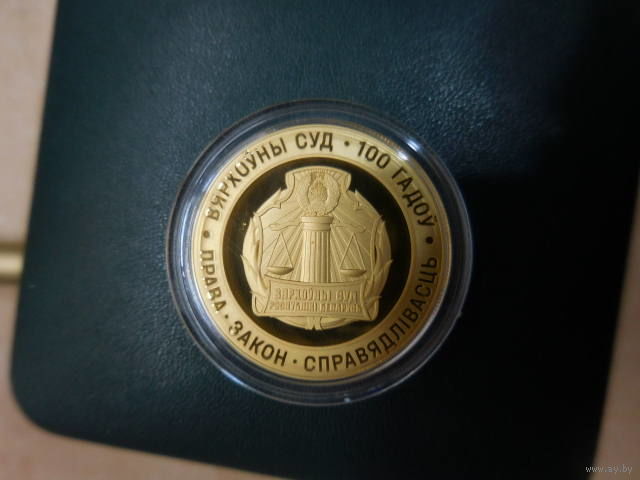 ВЯРХОЎНЫ СУД · 100 ГАДОЎ ·
ПРАВА · ЗАКОН · СПРАВЯДЛІВАСЦЬ ·
ВЯРХОЎНЫ СУД
РЭСПУБЛІКІ БЕЛАРУСЬ
www.ay.by